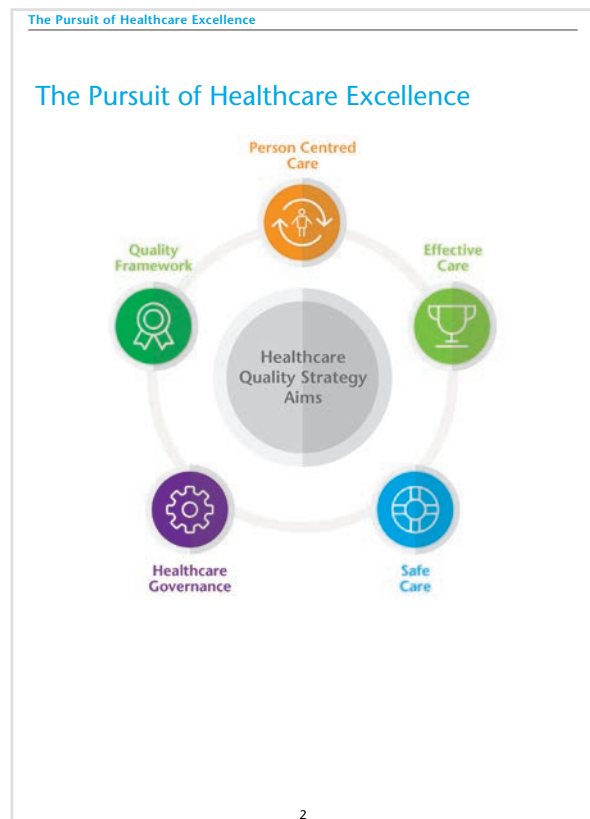 The Pursuit of Healthcare Excellence
The Pursuit of Healthcare Excellence
Person Centred
Care
Quality
Framework
Effective
Care
Healthcare
Quality Strategy
Aims
Healthcare
Governance
Safe
Care
2